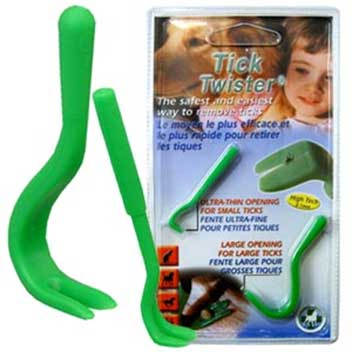 Tick
Twister®
The safest and easiest
way to remove ticks
Le moyen le plus efficace et
le plus rapide pour retirer
les tiques
High Tech
ULTRA-THIN OPENING
FOR SMALL TICKS
FENTE ULTRA-FINE
POUR PETITES TIQUES
LARGE OPENING
FOR LARGE TICKS
FENTE LARGE POUR
GROSSES TIQUES